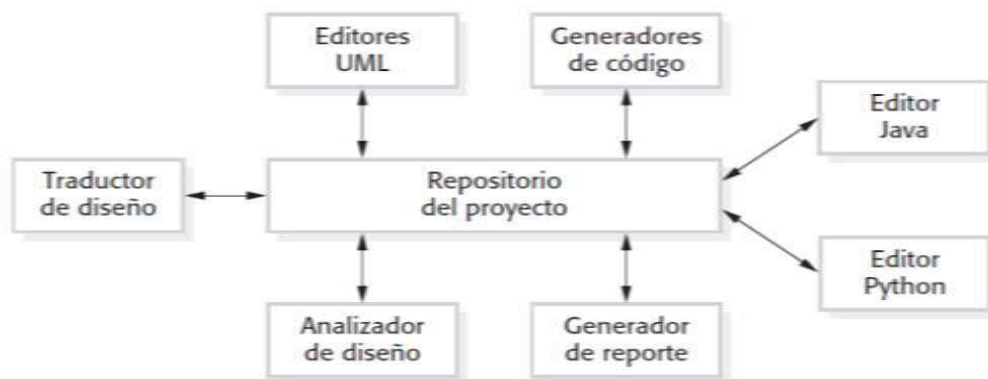 Editores
UML
Generadores
de código
Editor
Java
Traductor
de diseño
Repositorio
del proyecto
Editor
Python
Analizador
de diseño
Generador
de reporte